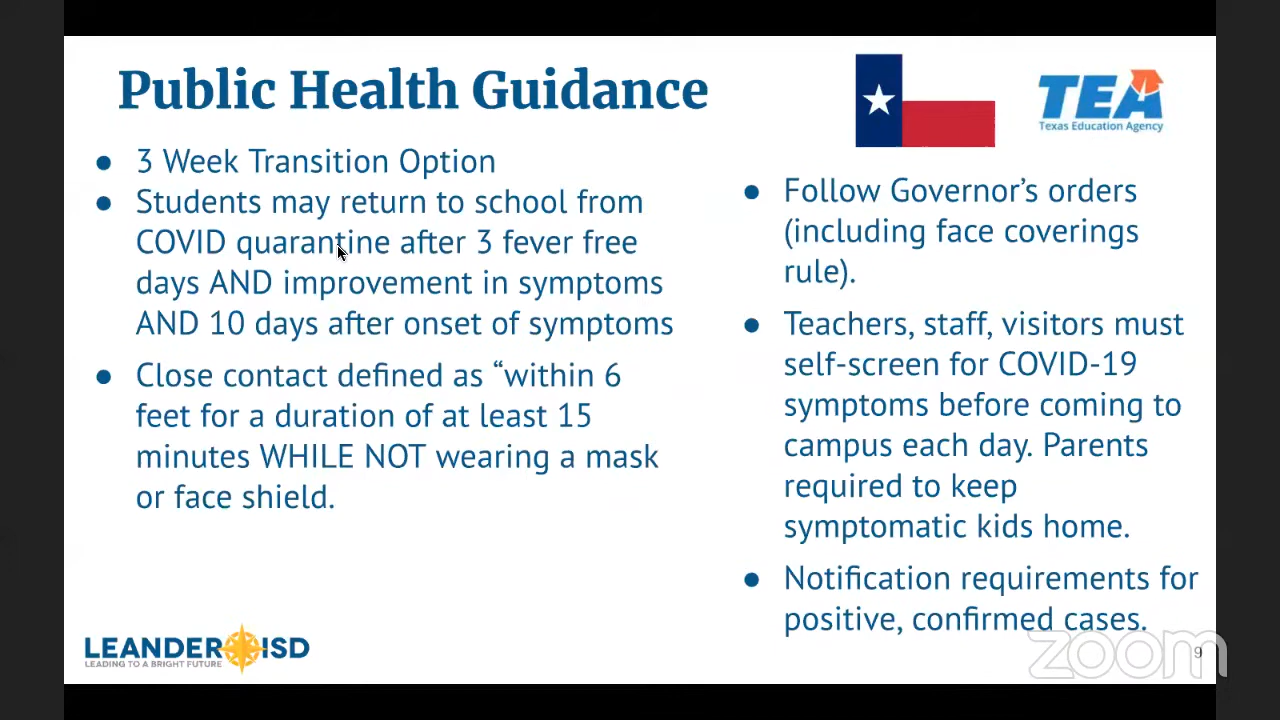 Public Health Guidance
TEA
Texas Education Agency
● 3 Week Transition Option
● Students may return to school from
COVID quarantine after 3 fever free
days AND improvement in symptoms
AND 10 days after onset of symptoms
● Close contact defined as “within 6
feet for a duration of at least 15
minutes WHILE NOT wearing a mask
or face shield.
● Follow Governor’s orders
(including face coverings
rule).
● Teachers, staff, visitors must
self-screen for COVID-19
symptoms before coming to
campus each day. Parents
required to keep
symptomatic kids home.
● Notification requirements for
positive, confirmed cases.
LEANDER ISD
LEADING TO A BRIGHT FUTURE
zoom
9